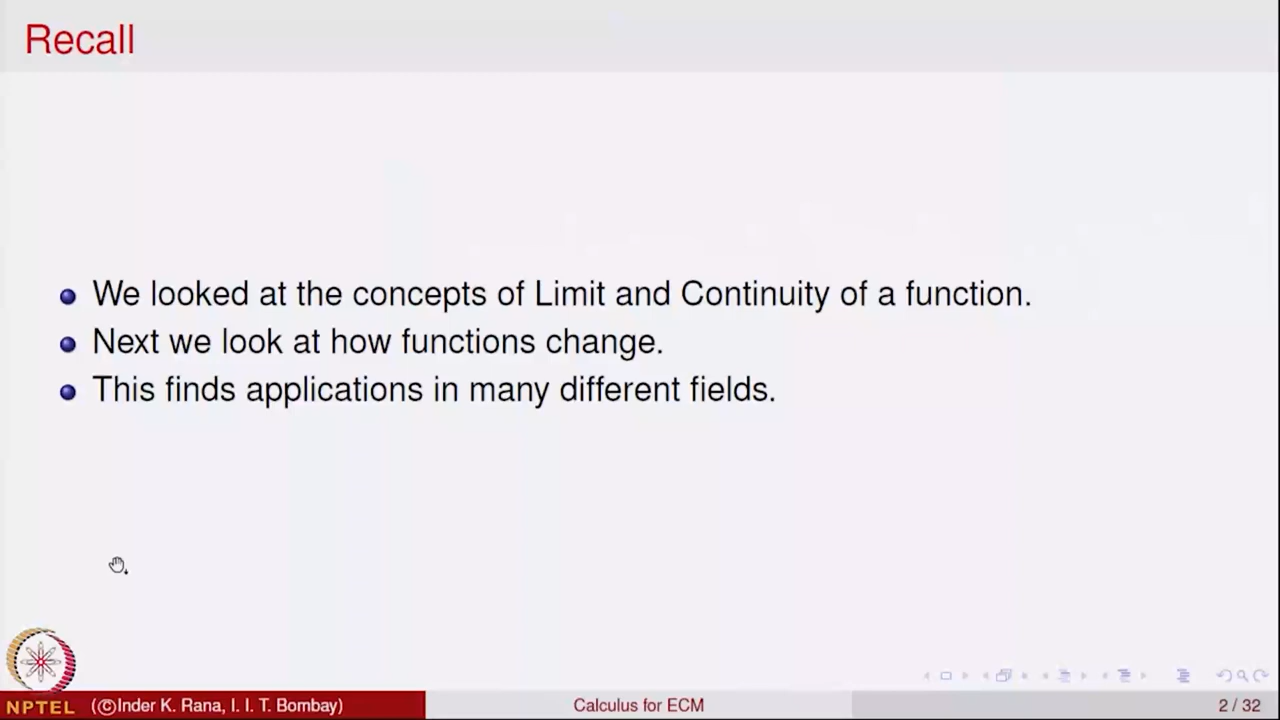 Recall
We looked at the concepts of Limit and Continuity of a function.
Next we look at how functions change.
This finds applications in many different fields.
NPTEL
(©Inder K. Rana, I. I. T. Bombay)
Calculus for ECM
2 / 32